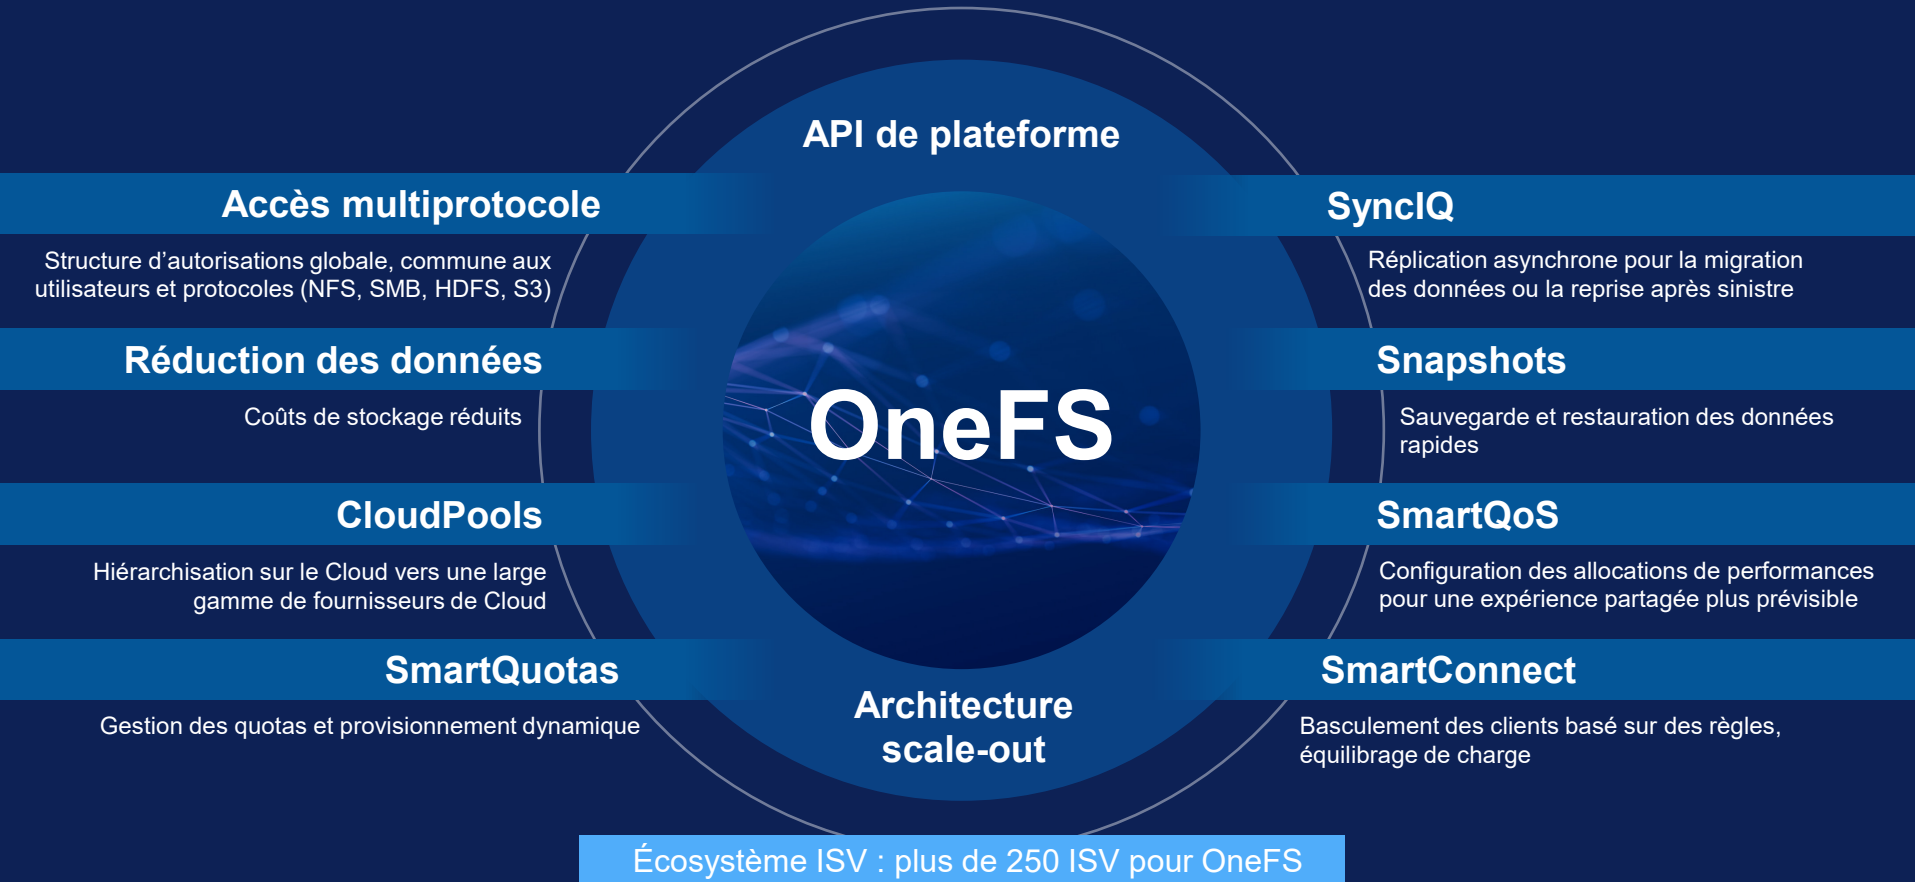 API de plateforme
Accès multiprotocole
Structure d’autorisations globale, commune aux
utilisateurs et protocoles (NFS, SMB, HDFS, S3)
Réduction des données
Coûts de stockage réduits
CloudPools
Hiérarchisation sur le Cloud vers une large
gamme de fournisseurs de Cloud
SmartQuotas
Gestion des quotas et provisionnement dynamique
OneFS
Architecture
scale-out
SyncIQ
Réplication asynchrone pour la migration
des données ou la reprise après sinistre
Snapshots
Sauvegarde et restauration des données
rapides
SmartQoS
Configuration des allocations de performances
pour une expérience partagée plus prévisible
SmartConnect
Basculement des clients basé sur des règles,
équilibrage de charge
Écosystème ISV : plus de 250 ISV pour OneFS